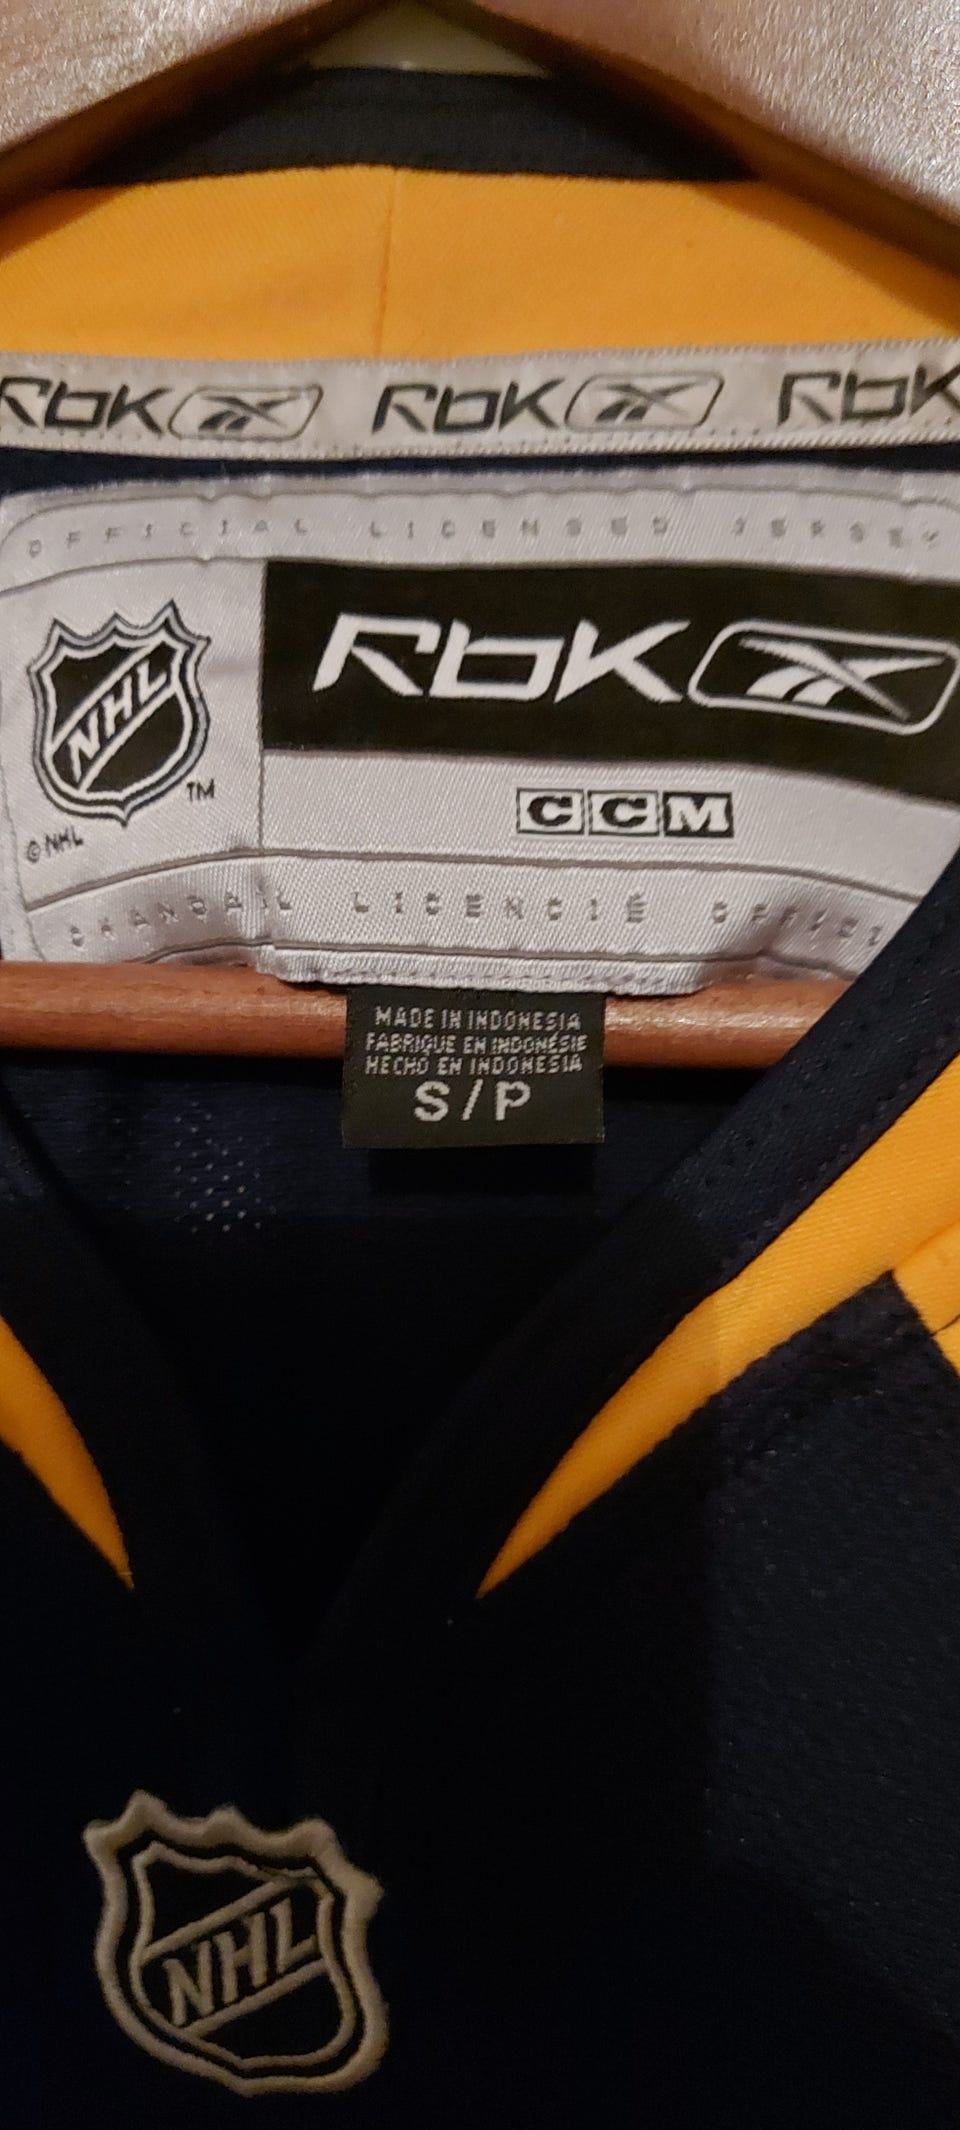 Rbk Rbk Rbk
OFFICIAL LICENSED JERSEY
NHL
Rbk
TM
CCM
© NHL
CHANDAIL LICENCIÉ
MADE IN INDONESIA
FABRIQUE EN INDONÉSIE
HECHO EN INDONESIA
S/P
NHL